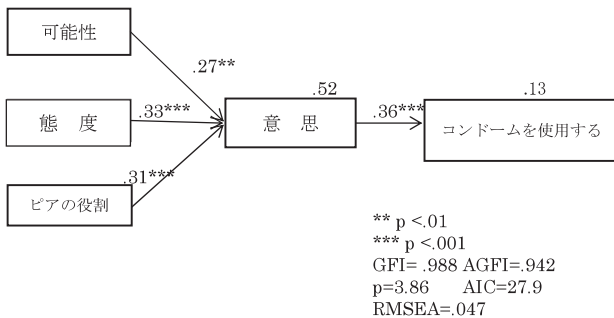 可能性
.27**
.52
.13
態　度
.33***
意　思
.36***
コンドームを使用する
.31***
ピアの役割
** p <.01
*** p <.001
GFI= .988 AGFI=.942
p=3.86 AIC=27.9
RMSEA=.047